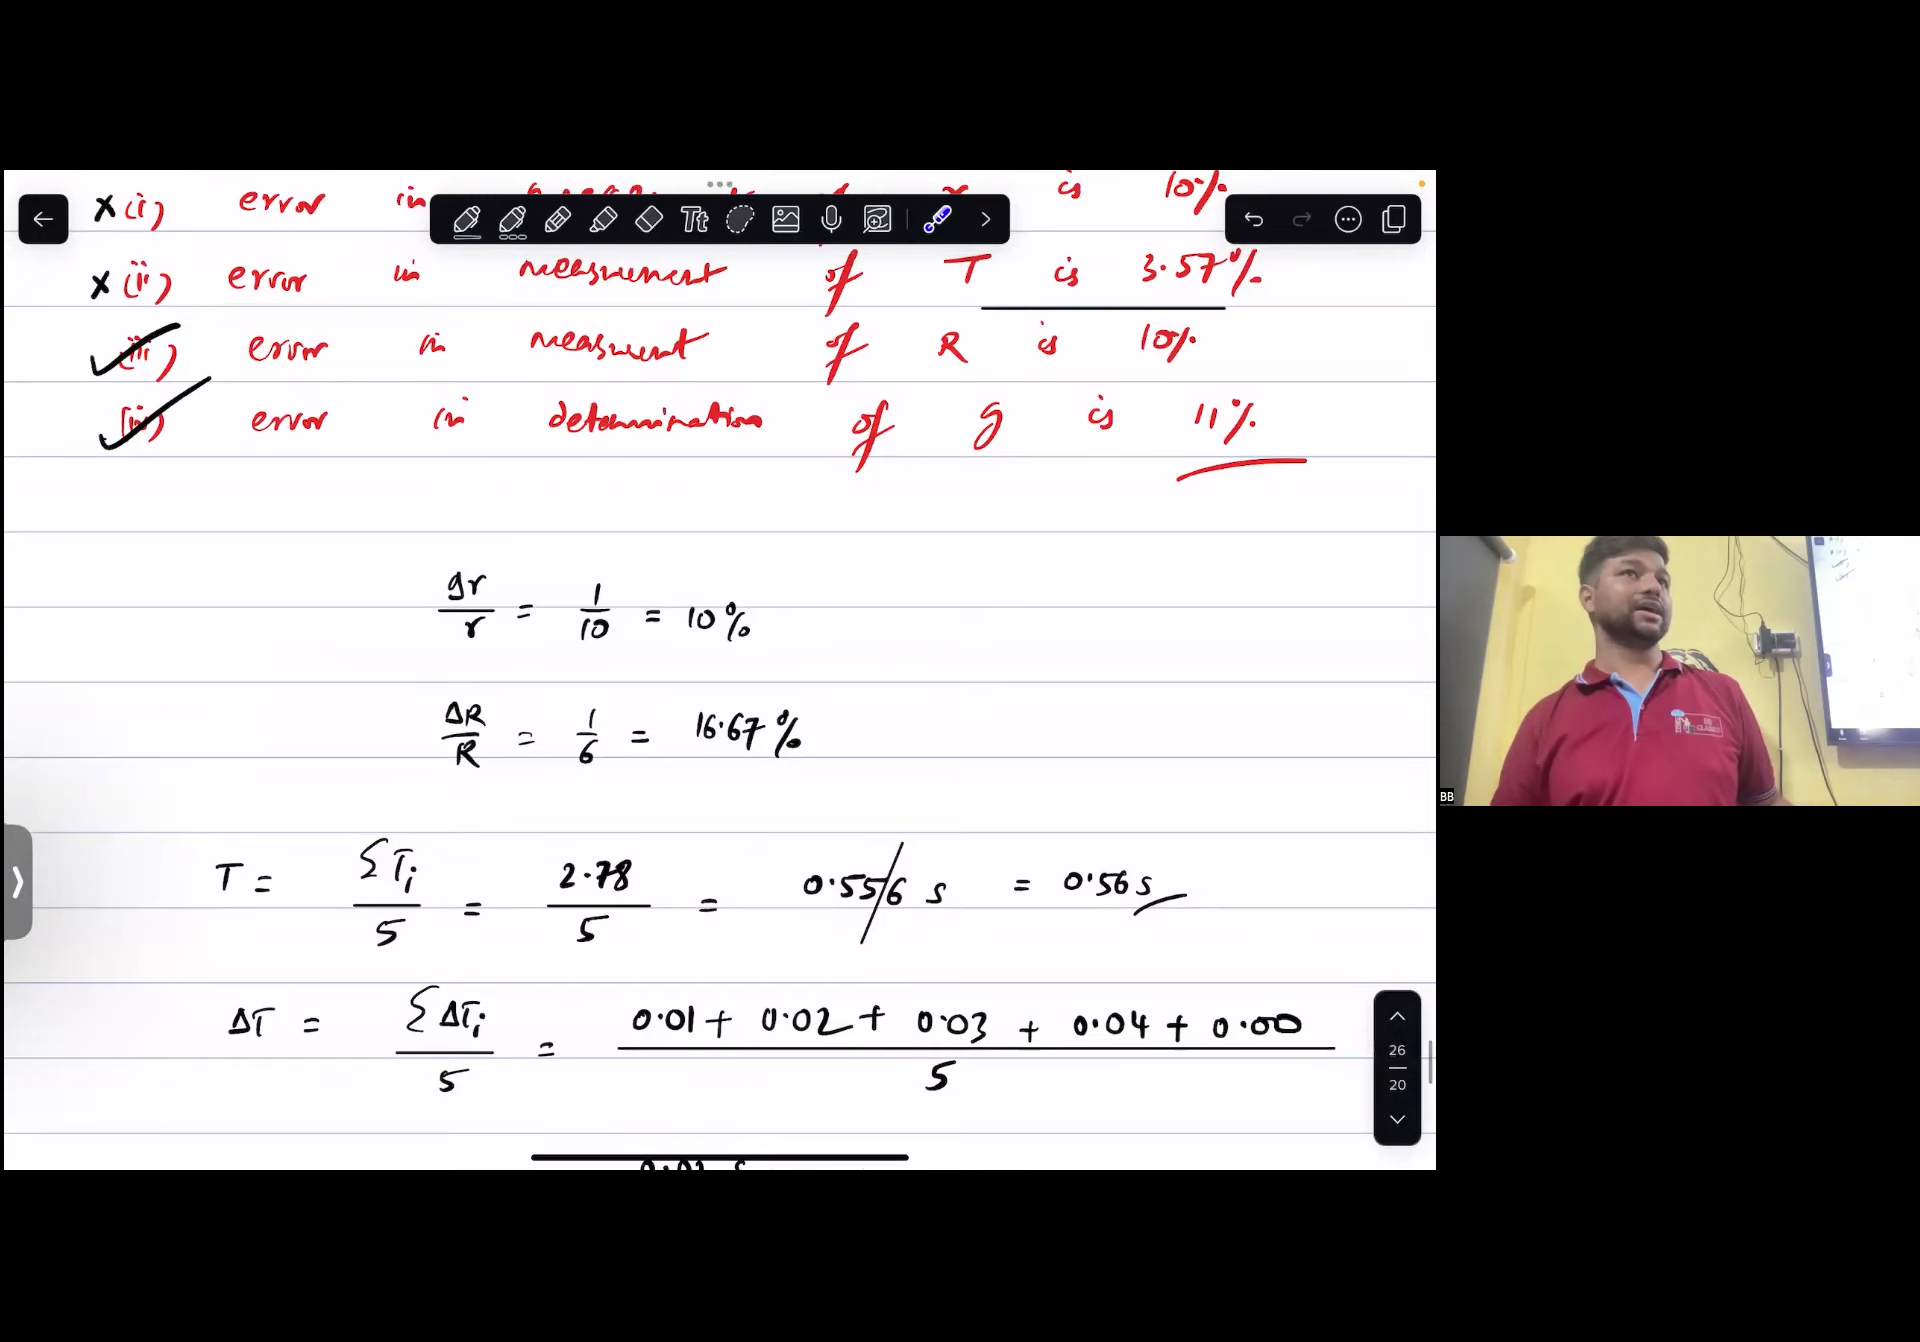 x (i) error in is 10%
x (ii) error in measurement of T is 3.57%
(iii) error in measurment of R is 10%
(iv) error in determination of g is 11%
gr/r = 1/10 = 10%
ΔR/R = 1/6 = 16.67%
T = ΣTi/5 = 2.78/5 = 0.556 s = 0.56 s
ΔT = ΣΔTi/5 = 0.01 + 0.02 + 0.03 + 0.04 + 0.00/5
Tt
26
20
BB